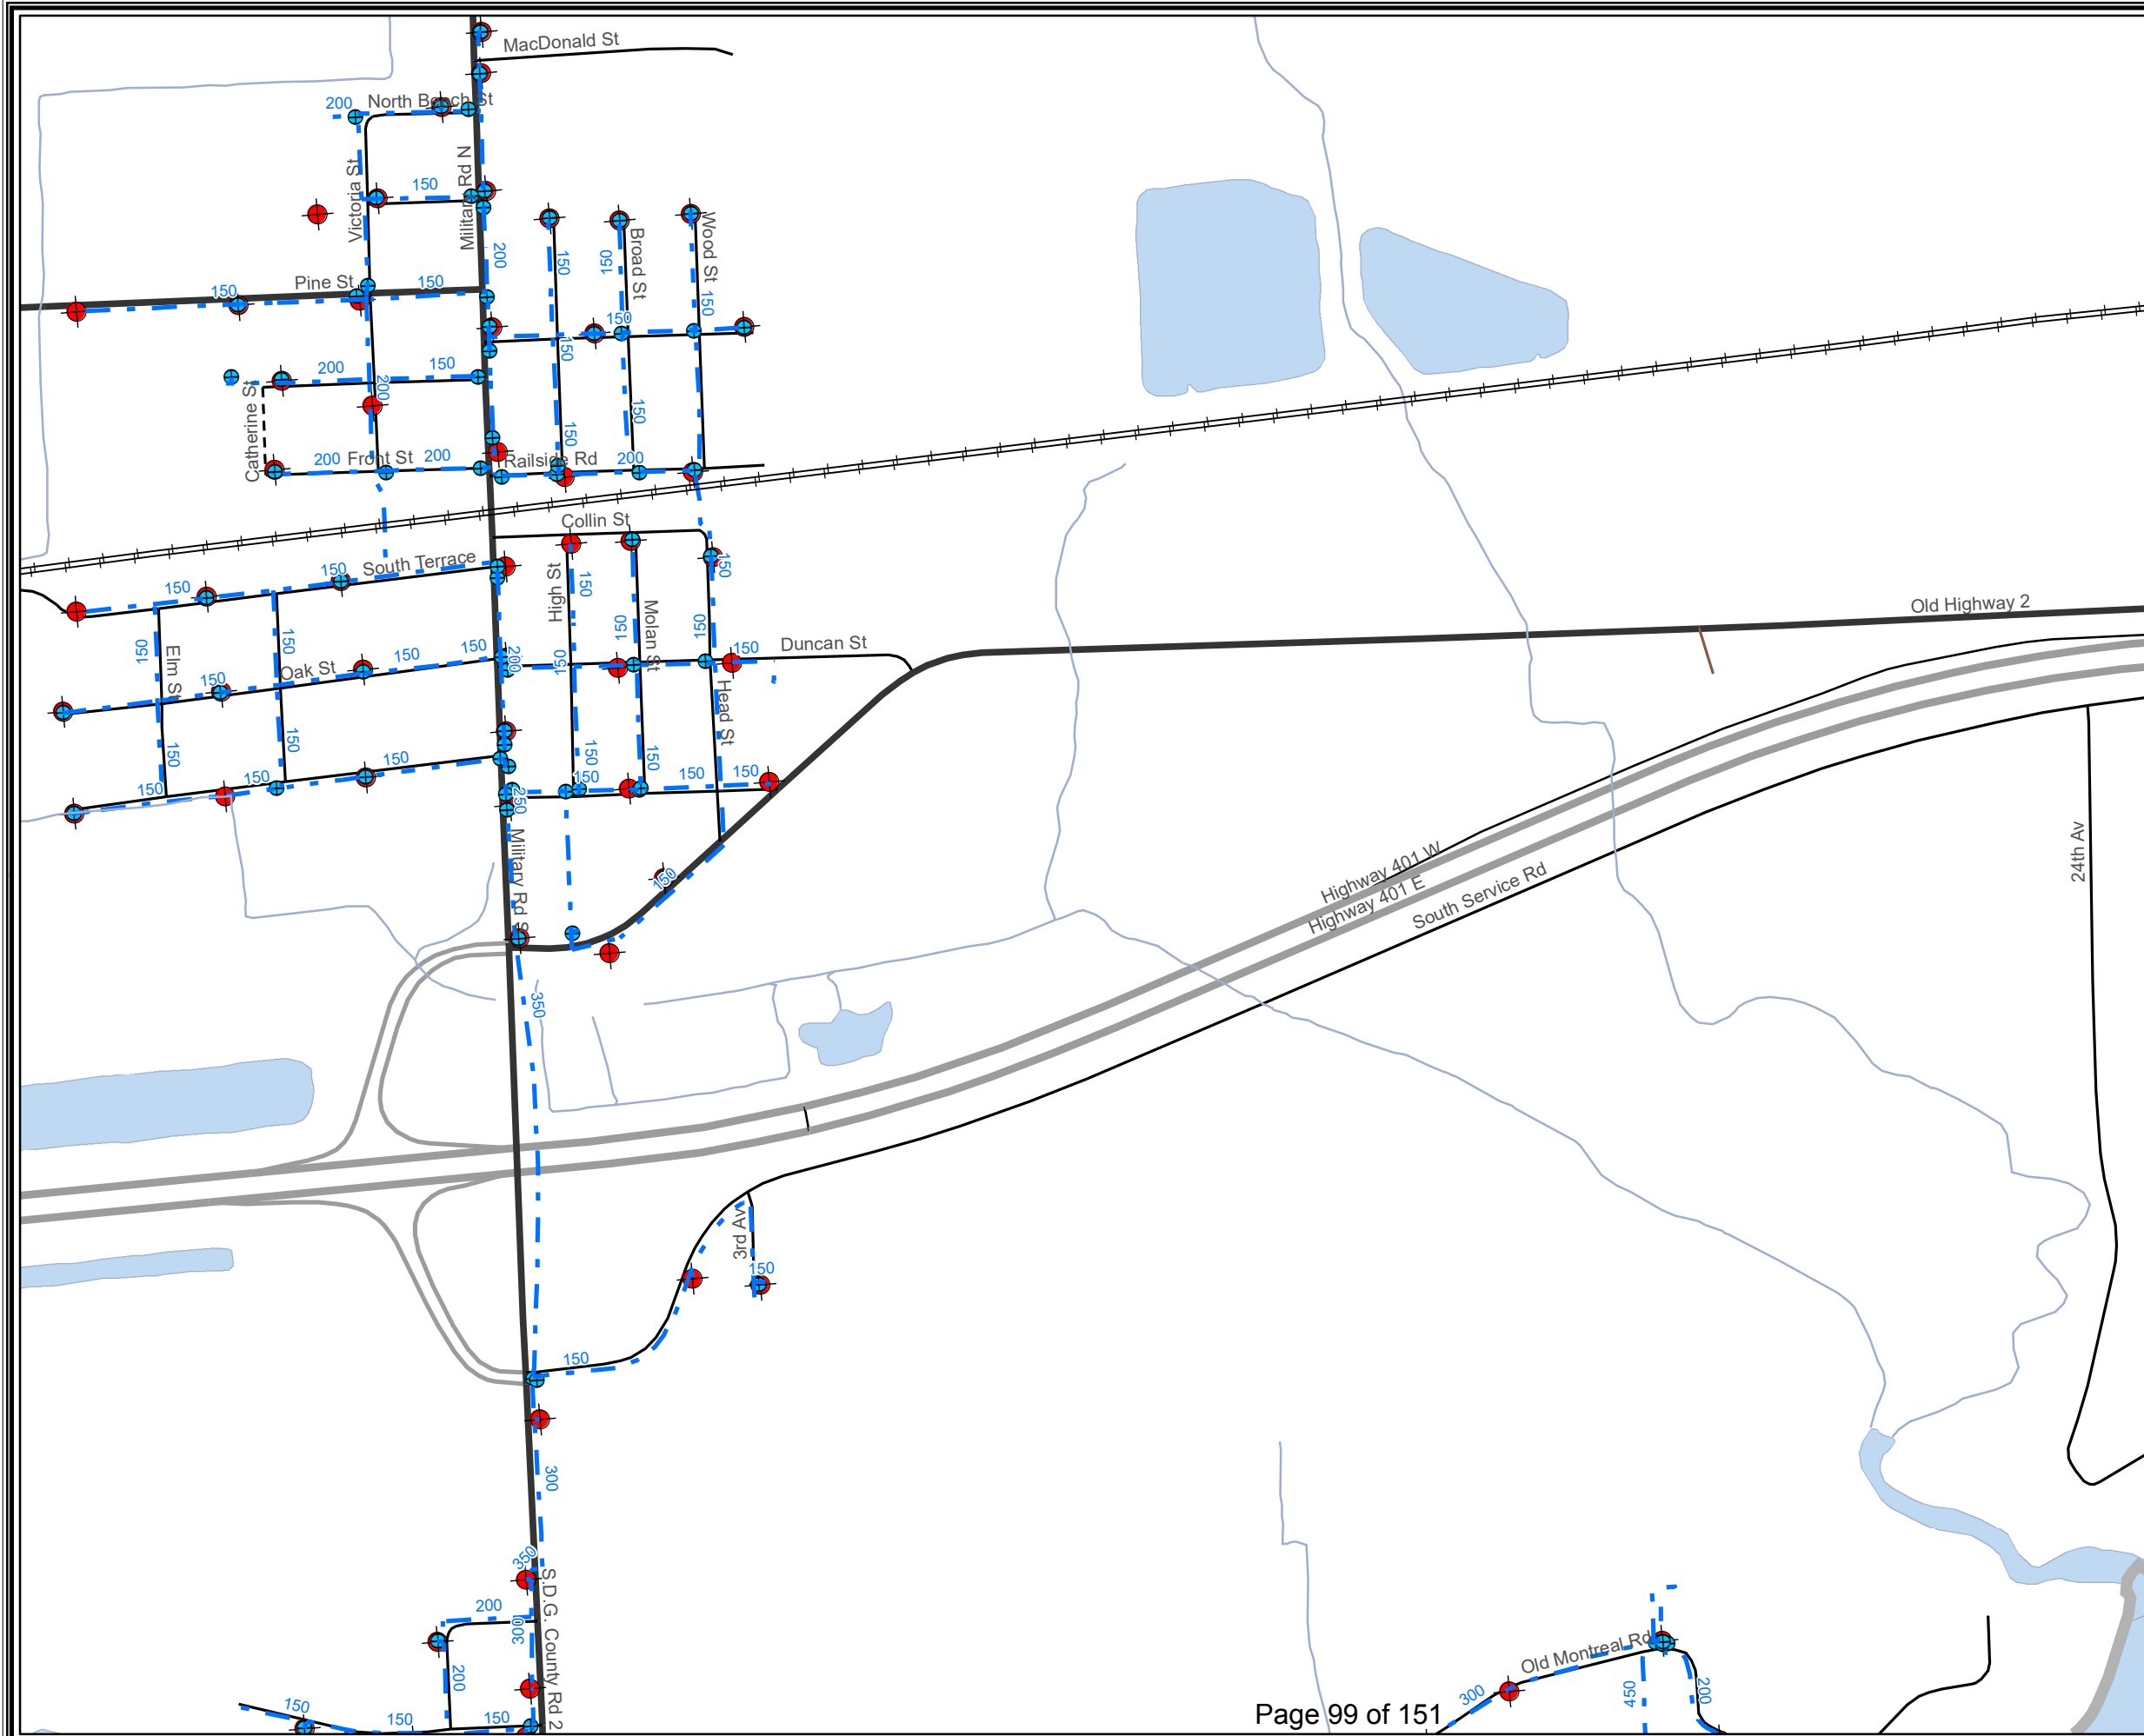 MacDonald St
200
North Beech St
Military Rd N
Victoria St
150
200
150
150
Broad St
Wood St
150
Pine St
150
150
150
150
200
150
200
Catherine St
150
150
200
Front St
200
Railside Rd
200
Collin St
South Terrace
150
150
High St
150
150
Molan St
150
150
Duncan St
150
Old Highway 2
150
Elm St
150
Oak St
150
150
150
200
150
Head St
150
150
150
150
150
150
150
150
150
150
250
Military Rd S
150
Highway 401 W
Highway 401 E
South Service Rd
24th Av
350
3rd Av
150
150
300
350
S.D.G. County Rd 2
200
300
200
150
150
150
Old Montreal Rd
300
450
200
Page 99 of 151